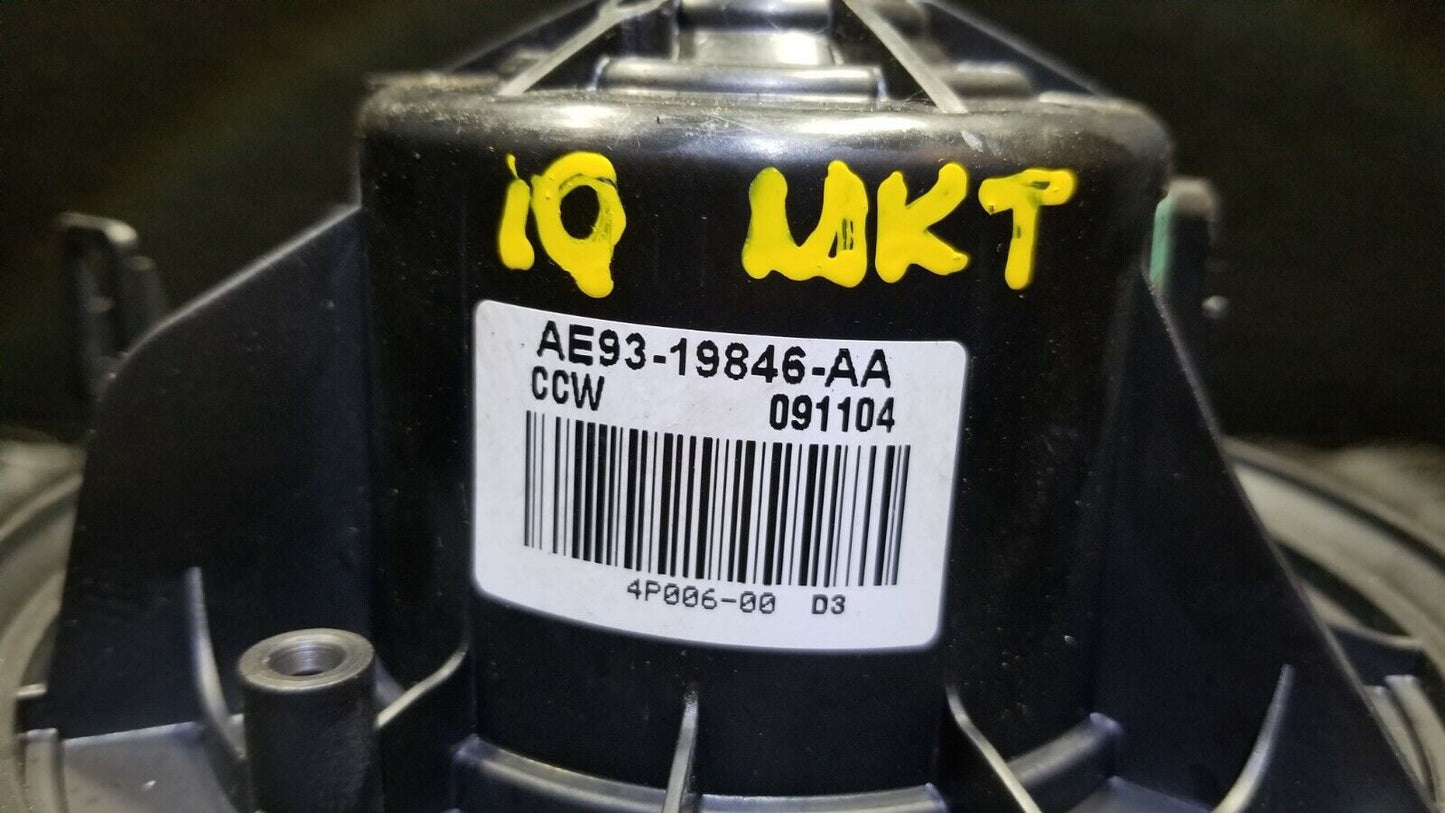 10 MKT
AE93-19846-AA
CCW 091104
4P006-00 D3